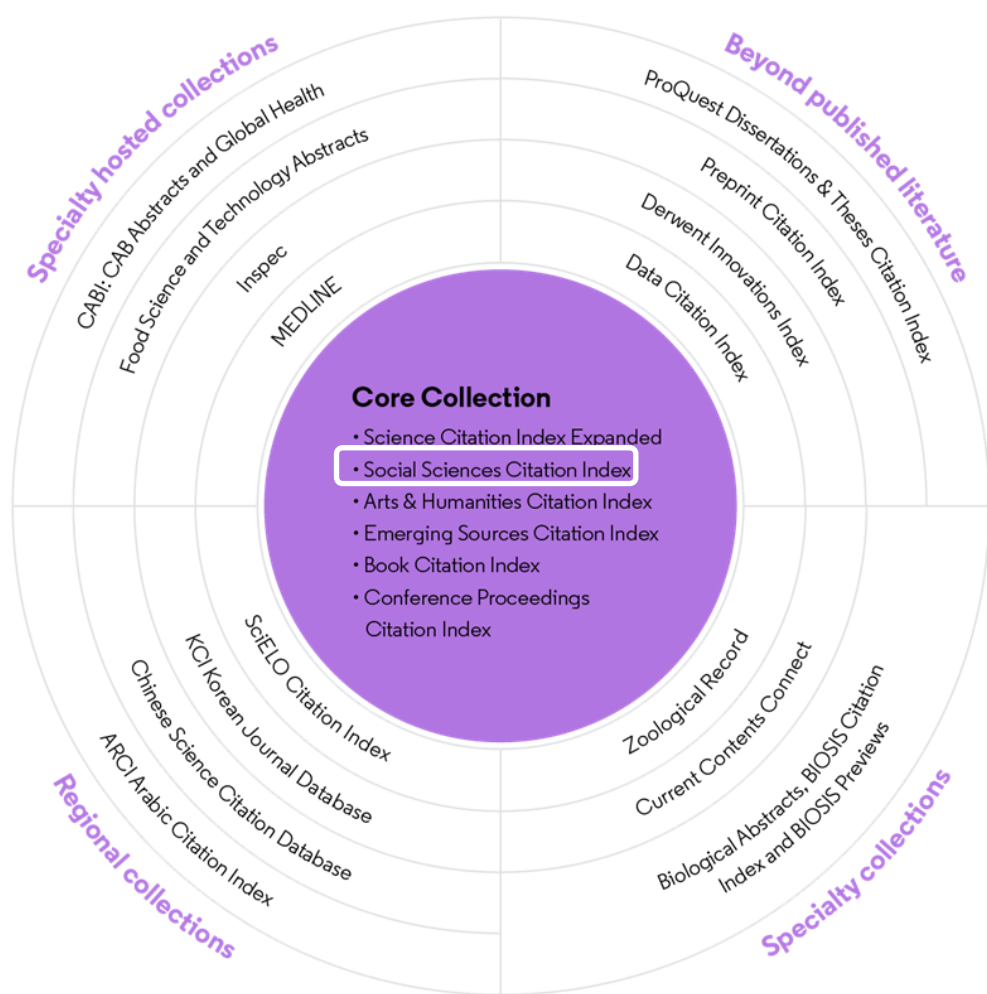 Specialty hosted collections
CABI: CAB Abstracts and Global Health
Food Science and Technology Abstracts
Inspec
MEDLINE
Beyond published literature
ProQuest Dissertations & Theses Citation Index
Preprint Citation Index
Derwent Innovations Index
Data Citation Index
Core Collection
• Science Citation Index Expanded
• Social Sciences Citation Index
• Arts & Humanities Citation Index
• Emerging Sources Citation Index
• Book Citation Index
• Conference Proceedings
Citation Index
SciELO Citation Index
KCI Korean Journal Database
Chinese Science Citation Database
ARCI Arabic Citation Index
Regional collections
Zoological Record
Current Contents Connect
Biological Abstracts, BIOSIS Citation
Index and BIOSIS Previews
Specialty collections